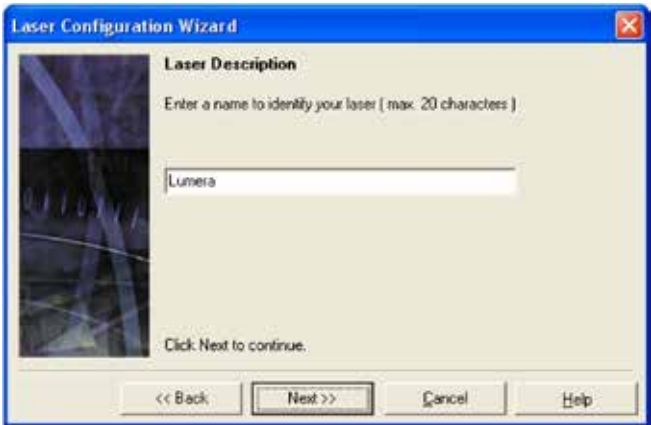 Laser Configuration Wizard
Laser Description
Enter a name to identify your laser ( max. 20 characters )
Lumera
Click Next to continue.
<< Back Next >> Cancel Help